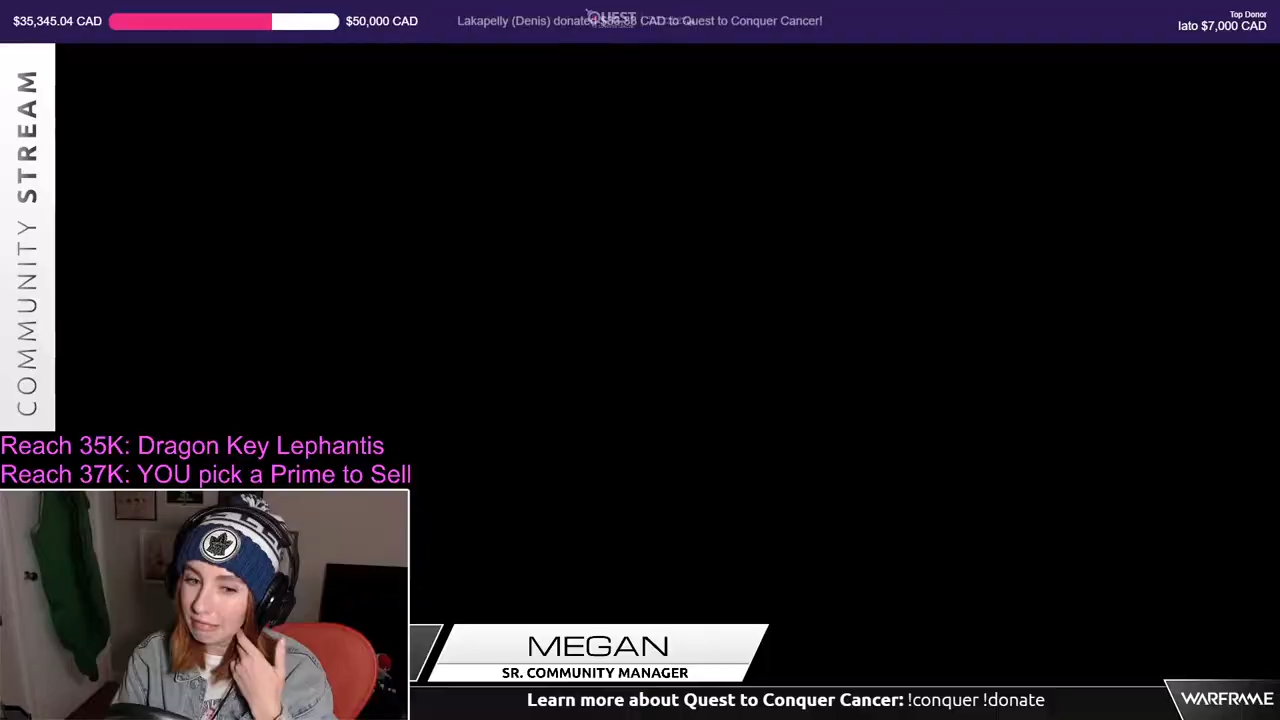 $35,345.04 CAD
$50,000 CAD
Lakapelly (Denis) donated CAD to Quest to Conquer Cancer!
QUEST
Top Donor
lato $7,000 CAD
COMMUNITY STREAM
Reach 35K: Dragon Key Lephantis
Reach 37K: YOU pick a Prime to Sell
MEGAN
SR. COMMUNITY MANAGER
Learn more about Quest to Conquer Cancer: !conquer !donate
WARFRAME